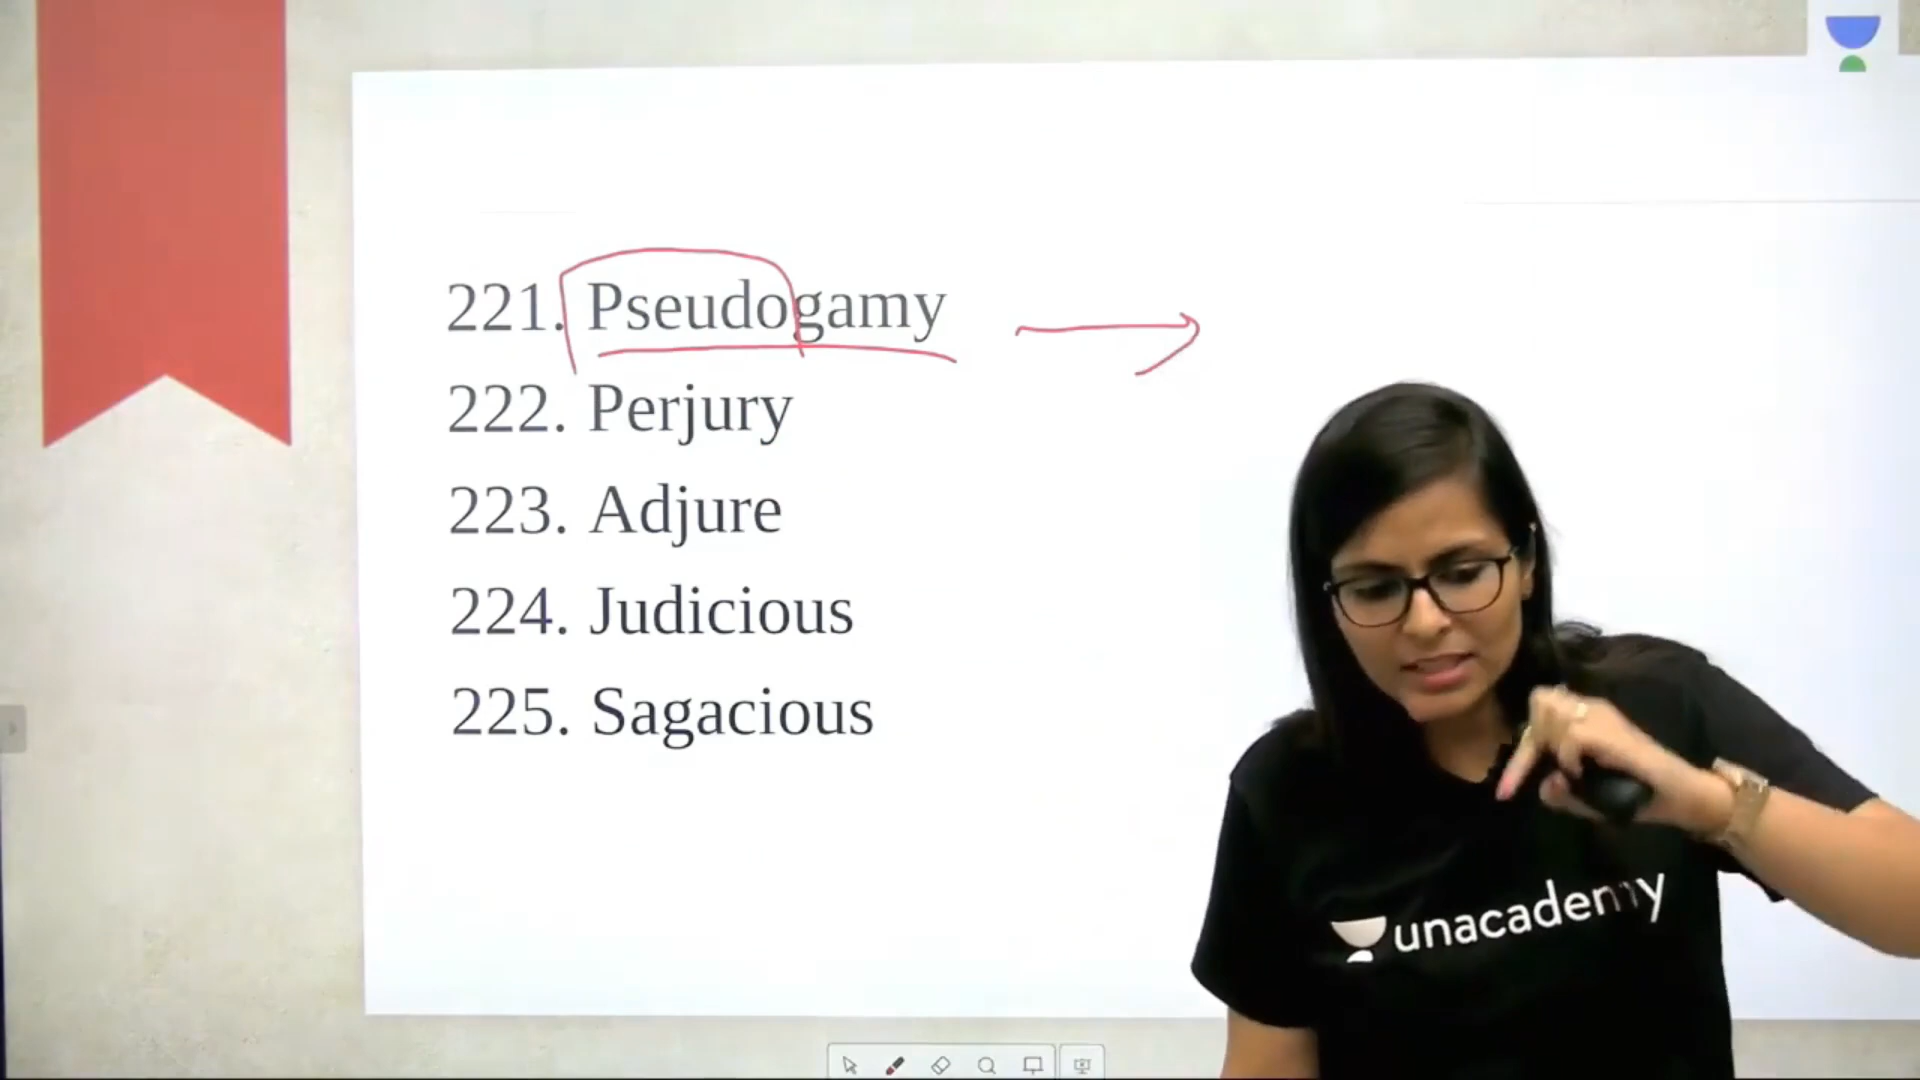 221. Pseudogamy
222. Perjury
223. Adjure
224. Judicious
225. Sagacious
unacademy